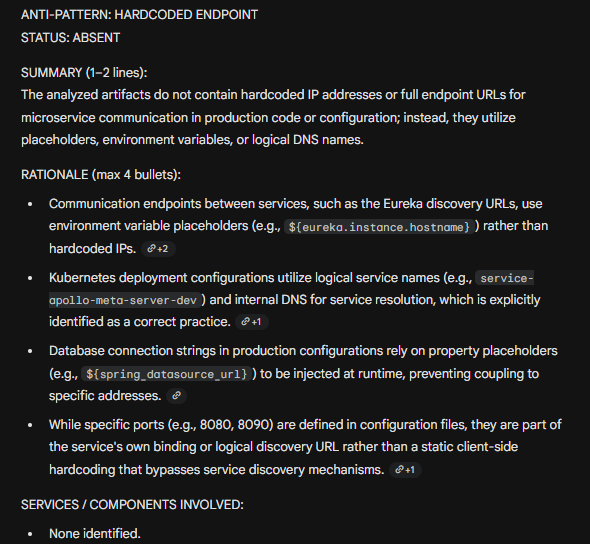 ANTI-PATTERN: HARDCODED ENDPOINT
STATUS: ABSENT
SUMMARY (1–2 lines):
The analyzed artifacts do not contain hardcoded IP addresses or full endpoint URLs for
microservice communication in production code or configuration; instead, they utilize
placeholders, environment variables, or logical DNS names.
RATIONALE (max 4 bullets):
• Communication endpoints between services, such as the Eureka discovery URLs, use
environment variable placeholders (e.g., ${eureka.instance.hostname}) rather than
hardcoded IPs. +2
• Kubernetes deployment configurations utilize logical service names (e.g., service-
apollo-meta-server-dev) and internal DNS for service resolution, which is explicitly
identified as a correct practice. +1
• Database connection strings in production configurations rely on property placeholders
(e.g., ${spring_datasource_url}) to be injected at runtime, preventing coupling to
specific addresses.
• While specific ports (e.g., 8080, 8090) are defined in configuration files, they are part
of the service's own binding or logical discovery URL rather than a static client-side
hardcoding that bypasses service discovery mechanisms. +1
SERVICES / COMPONENTS INVOLVED:
• None identified.